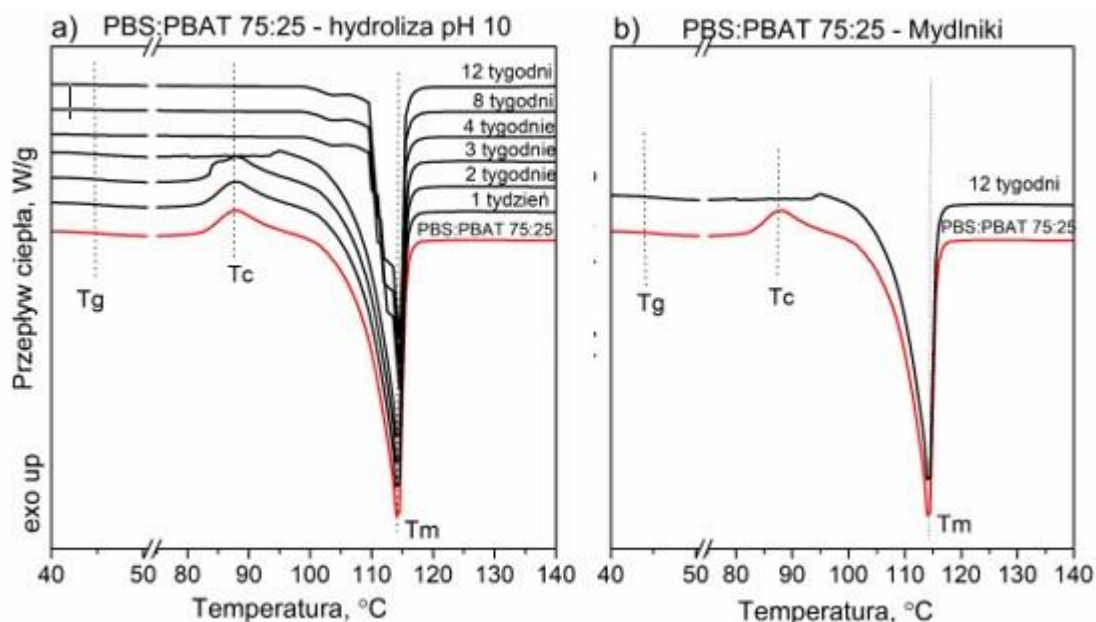 a) PBS:PBAT 75:25 - hydroliza pH 10
12 tygodni
8 tygodni
4 tygodnie
3 tygodnie
2 tygodnie
1 tydzień
PBS:PBAT 75:25
Tg
Tc
Tm
Przepływ ciepła, W/g
exo up
40 50 80 90 100 110 120 130 140
Temperatura, °C
b) PBS:PBAT 75:25 - Mydlniki
12 tygodni
PBS:PBAT 75:25
Tg
Tc
Tm
40 50 80 90 100 110 120 130 140
Temperatura, °C